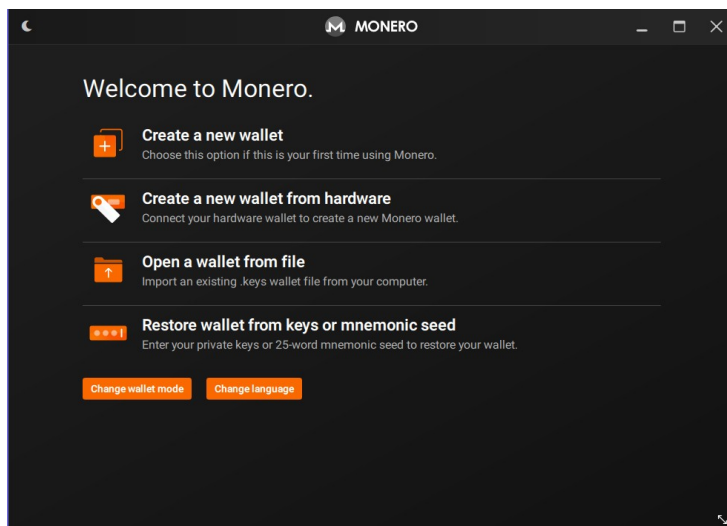 MONERO
Welcome to Monero.
Create a new wallet
Choose this option if this is your first time using Monero.
Create a new wallet from hardware
Connect your hardware wallet to create a new Monero wallet.
Open a wallet from file
Import an existing .keys wallet file from your computer.
Restore wallet from keys or mnemonic seed
Enter your private keys or 25-word mnemonic seed to restore your wallet.
Change wallet mode Change language